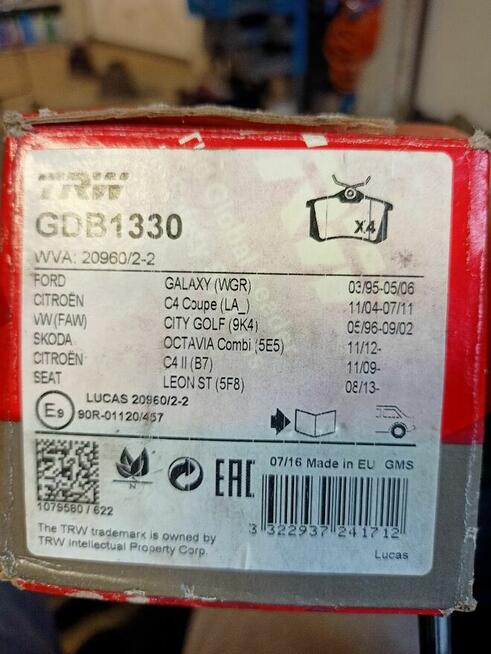 TRW
GDB1330
X4
WVA: 20960/2-2
FORD GALAXY (WGR) 03/95-05/06
CITROËN C4 Coupe (LA_) 11/04-07/11
VW (FAW) CITY GOLF (9K4) 05/96-09/02
SKODA OCTAVIA Combi (5E5) 11/12-
CITROËN C4 II (B7) 11/09-
SEAT LEON ST (5F8) 08/13-
LUCAS 20960/2-2
E9 90R-01120/457
N
EAC
07/16 Made in EU GMS
1079580 / 622
3 322937 241712
The TRW trademark is owned by
TRW Intellectual Property Corp.
Lucas